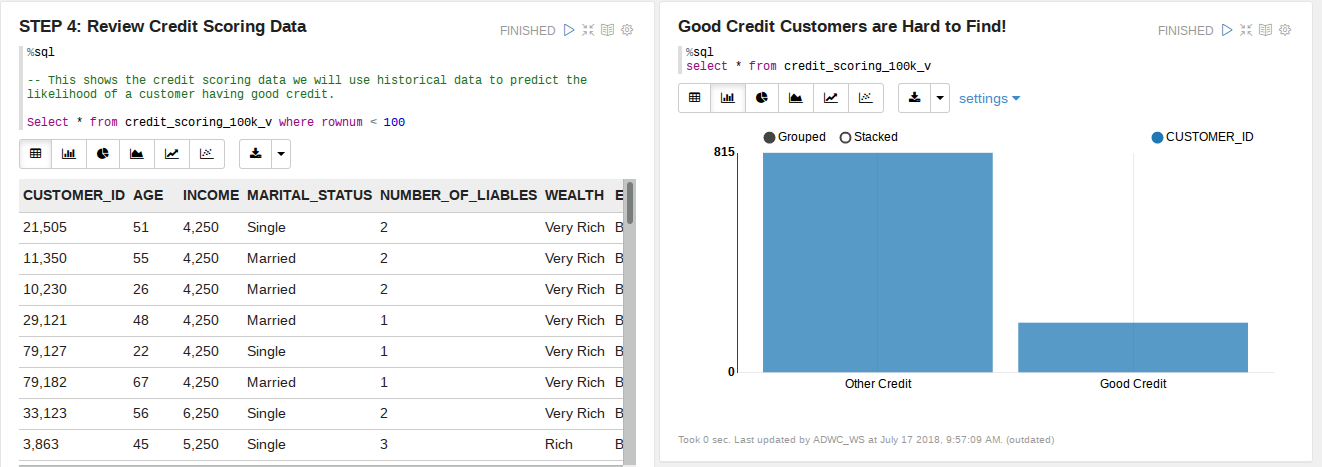 STEP 4: Review Credit Scoring Data
FINISHED
%sql
-- This shows the credit scoring data we will use historical data to predict the
likelihood of a customer having good credit.
Select * from credit_scoring_100k_v where rownum < 100
CUSTOMER_ID AGE INCOME MARITAL_STATUS NUMBER_OF_LIABLES WEALTH E
21,505 51 4,250 Single 2 Very Rich B
11,350 55 4,250 Married 2 Very Rich B
10,230 26 4,250 Married 2 Very Rich B
29,121 48 4,250 Married 1 Very Rich B
79,127 22 4,250 Single 1 Very Rich B
79,182 67 4,250 Married 1 Very Rich B
33,123 56 6,250 Single 2 Very Rich B
3,863 45 5,250 Single 3 Rich B
Good Credit Customers are Hard to Find!
FINISHED
%sql
select * from credit_scoring_100k_v
settings
Grouped Stacked CUSTOMER_ID
815
0
Other Credit Good Credit
Took 0 sec. Last updated by ADWC_WS at July 17 2018, 9:57:09 AM. (outdated)